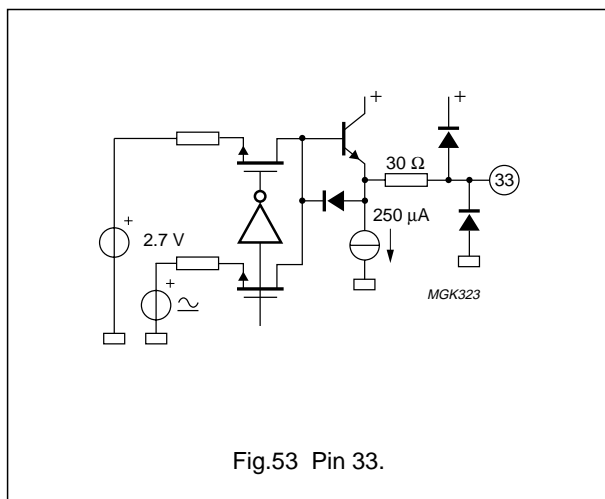 +
+
30 Ω
33
+
2.7 V
250 µA
+
MGK323
Fig.53 Pin 33.